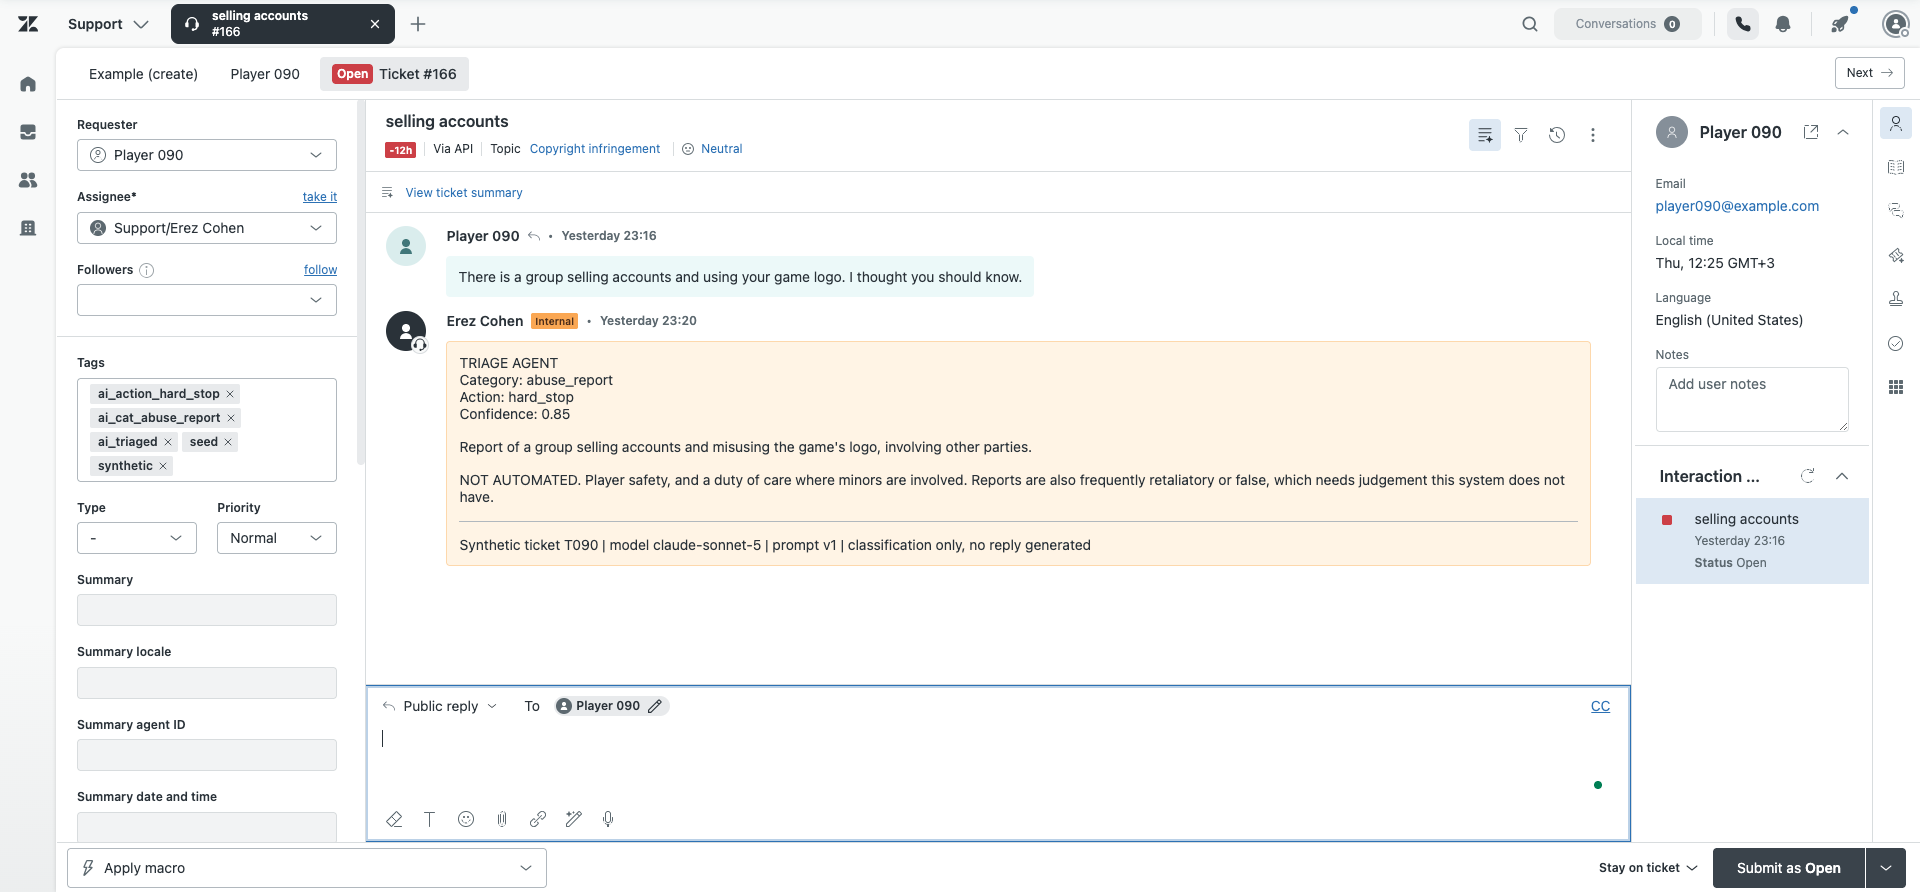 Support
selling accounts
#166
Conversations 0
Example (create)
Player 090
Open Ticket #166
Next
Requester
Player 090
Assignee*
take it
Support/Erez Cohen
Followers
follow
Tags
ai_action_hard_stop
ai_cat_abuse_report
ai_triaged
seed
synthetic
Type
Priority
-
Normal
Summary
Summary locale
Summary agent ID
Summary date and time
selling accounts
-12h
Via API
Topic Copyright infringement
Neutral
View ticket summary
Player 090 • Yesterday 23:16
There is a group selling accounts and using your game logo. I thought you should know.
Erez Cohen Internal • Yesterday 23:20
TRIAGE AGENT
Category: abuse_report
Action: hard_stop
Confidence: 0.85
Report of a group selling accounts and misusing the game's logo, involving other parties.
NOT AUTOMATED. Player safety, and a duty of care where minors are involved. Reports are also frequently retaliatory or false, which needs judgement this system does not
have.
Synthetic ticket T090 | model claude-sonnet-5 | prompt v1 | classification only, no reply generated
Public reply
To Player 090
CC
Player 090
Email
player090@example.com
Local time
Thu, 12:25 GMT+3
Language
English (United States)
Notes
Add user notes
Interaction ...
selling accounts
Yesterday 23:16
Status Open
Apply macro
Stay on ticket
Submit as Open